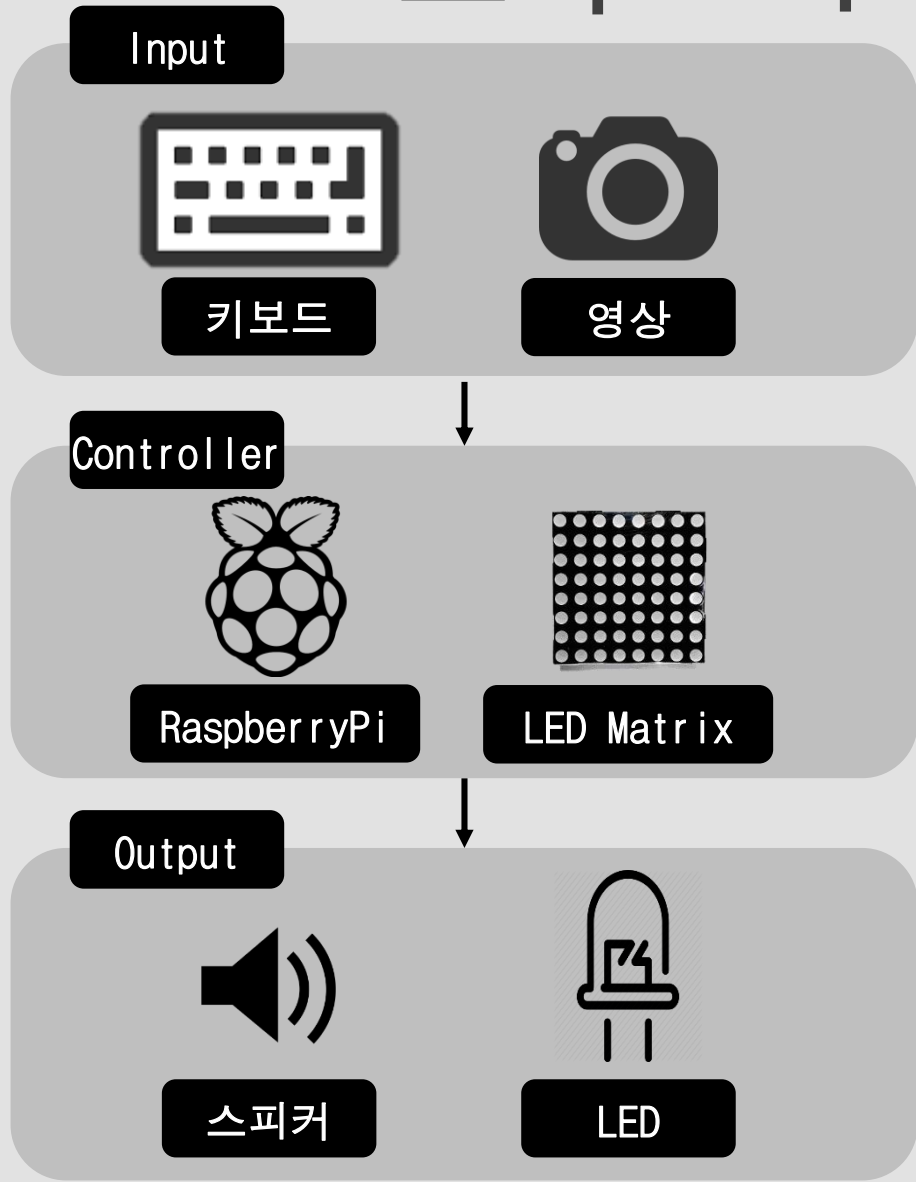 Input
키보드
영상
Controller
RaspberryPi
LED Matrix
Output
스피커
LED